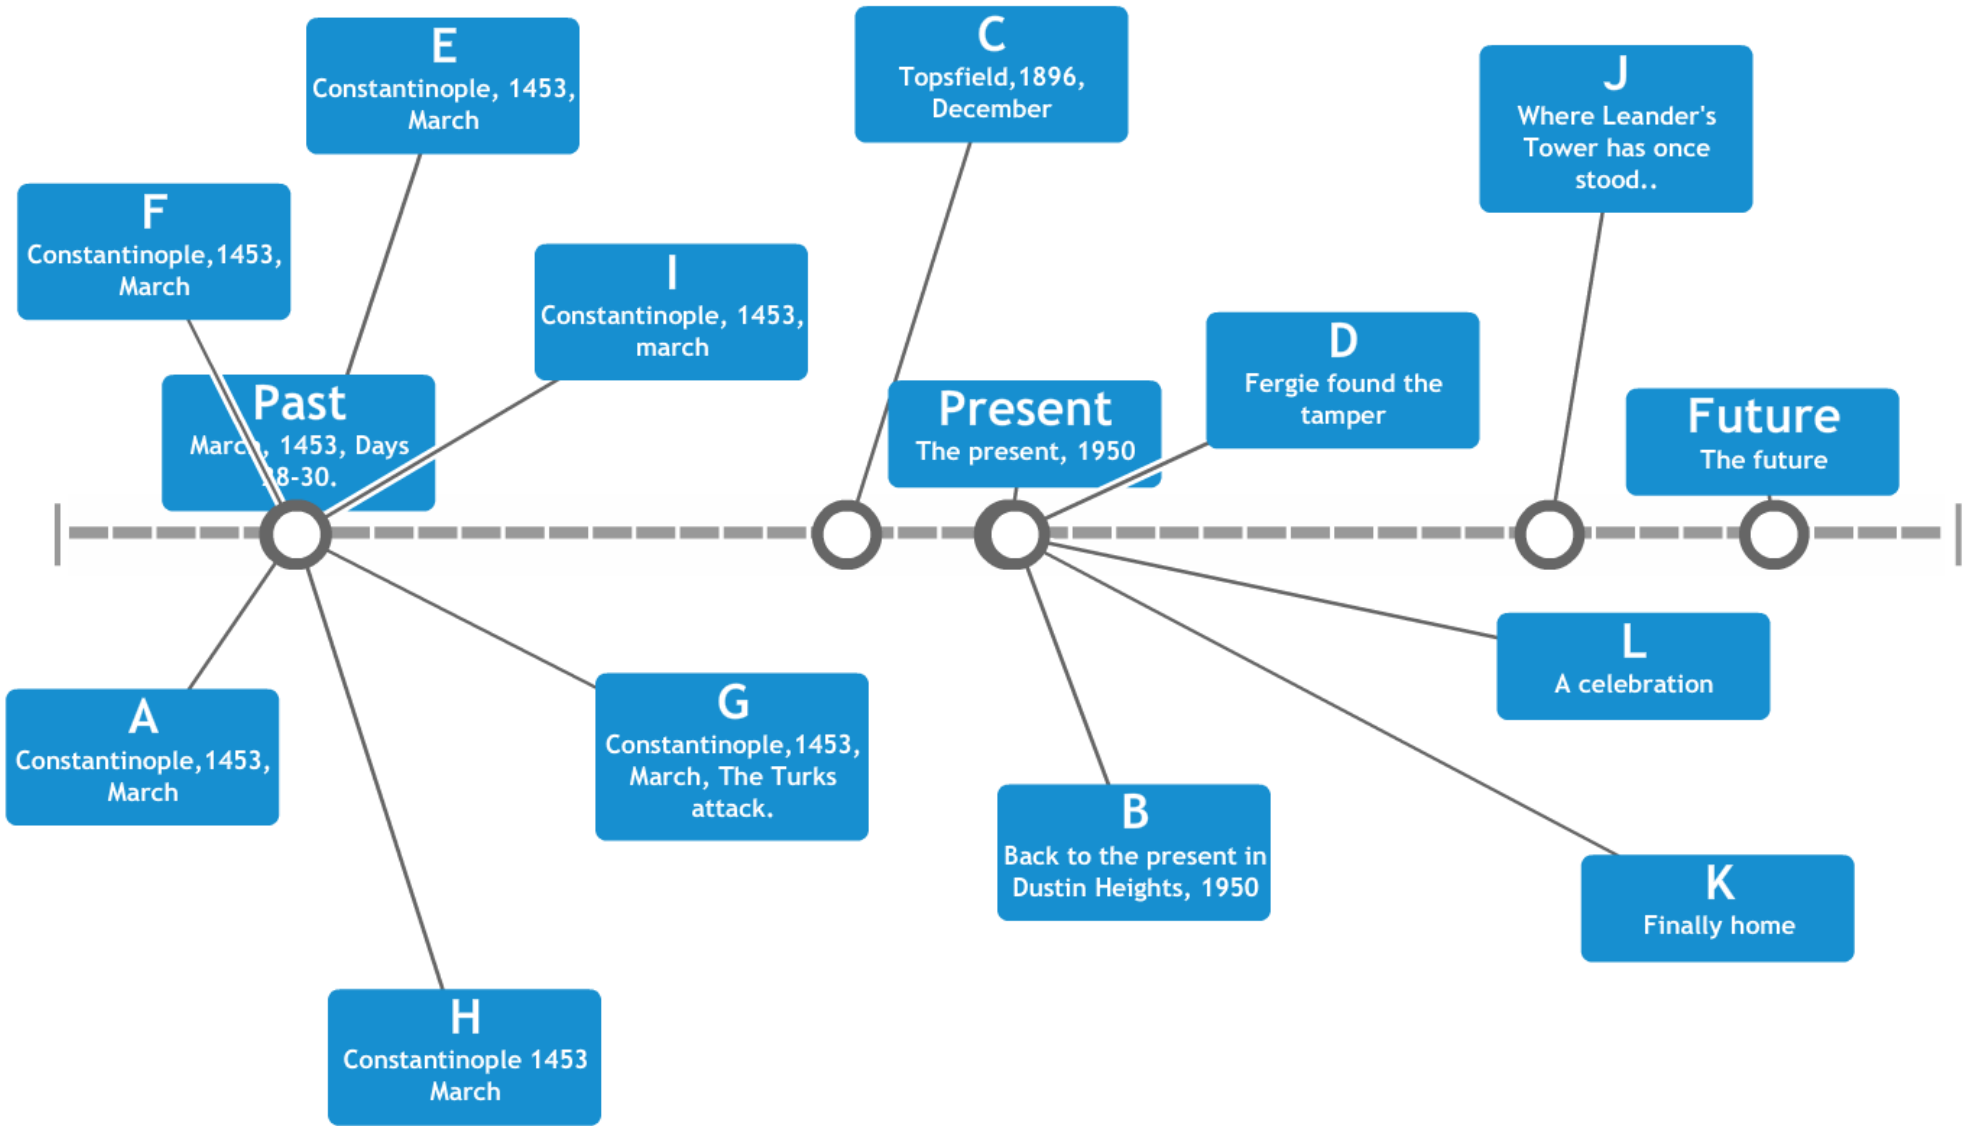 E
Constantinople, 1453,
March
C
Topsfield,1896,
December
J
Where Leander's
Tower has once
stood..
F
Constantinople,1453,
March
I
Constantinople, 1453,
march
D
Fergie found the
tamper
Past
March, 1453, Days
28-30.
Present
The present, 1950
Future
The future
A
Constantinople,1453,
March
G
Constantinople,1453,
March, The Turks
attack.
L
A celebration
B
Back to the present in
Dustin Heights, 1950
K
Finally home
H
Constantinople 1453
March